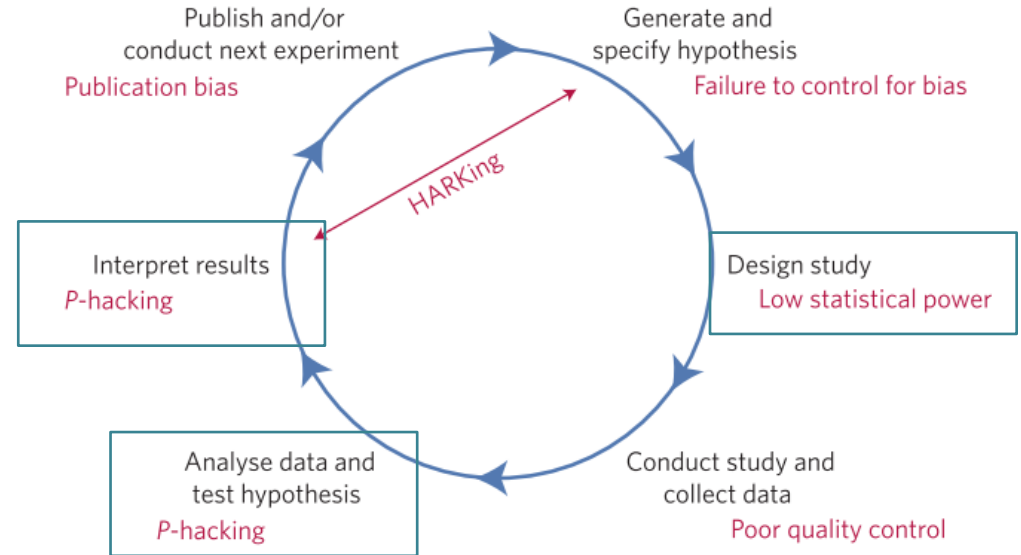 Publish and/or
conduct next experiment
Publication bias
Generate and
specify hypothesis
Failure to control for bias
HARKing
Interpret results
P-hacking
Design study
Low statistical power
Analyse data and
test hypothesis
P-hacking
Conduct study and
collect data
Poor quality control